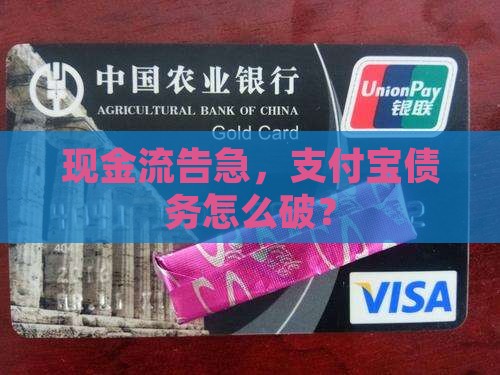 中国农业银行
AGRICULTURAL BANK OF CHINA
Gold Card
UnionPay
银联
现金流告急，支付宝债
务怎么破？
VISA